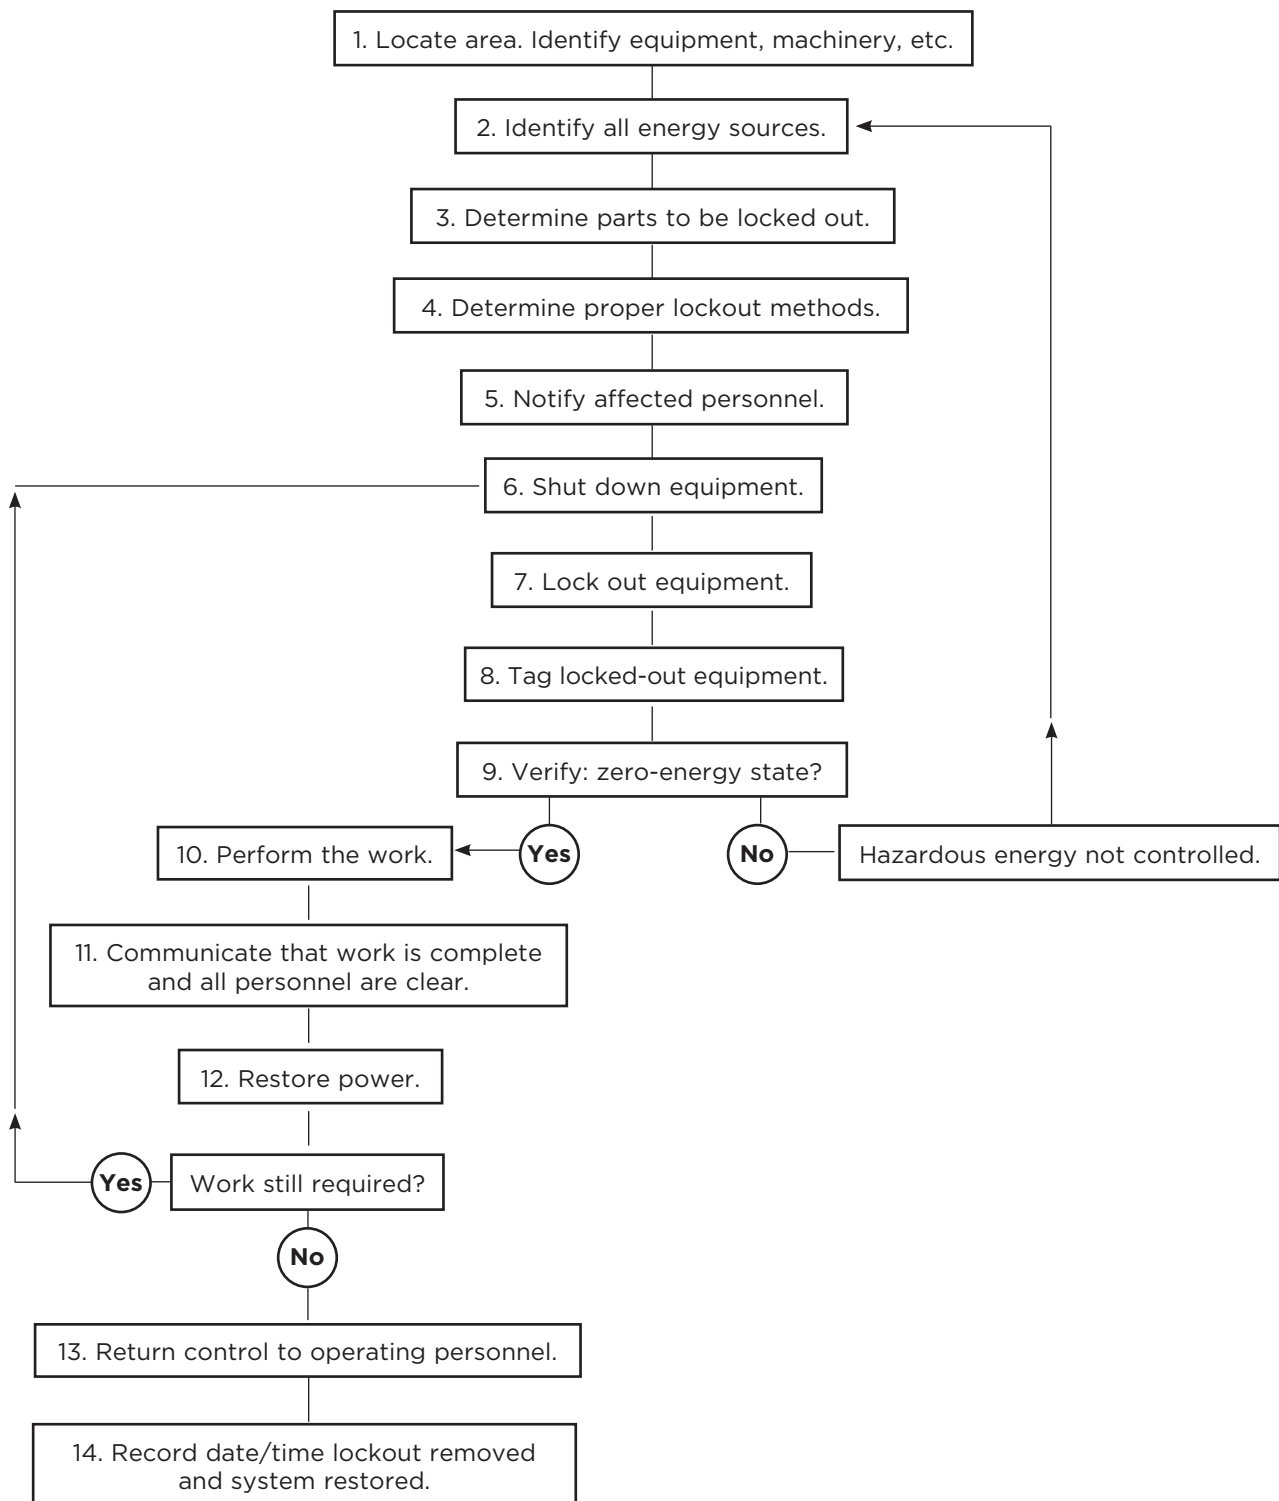 1. Locate area. Identify equipment, machinery, etc.
2. Identify all energy sources.
3. Determine parts to be locked out.
4. Determine proper lockout methods.
5. Notify affected personnel.
6. Shut down equipment.
7. Lock out equipment.
8. Tag locked-out equipment.
9. Verify: zero-energy state?
10. Perform the work.
Yes
No
Hazardous energy not controlled.
11. Communicate that work is complete
and all personnel are clear.
12. Restore power.
Yes
Work still required?
No
13. Return control to operating personnel.
14. Record date/time lockout removed
and system restored.